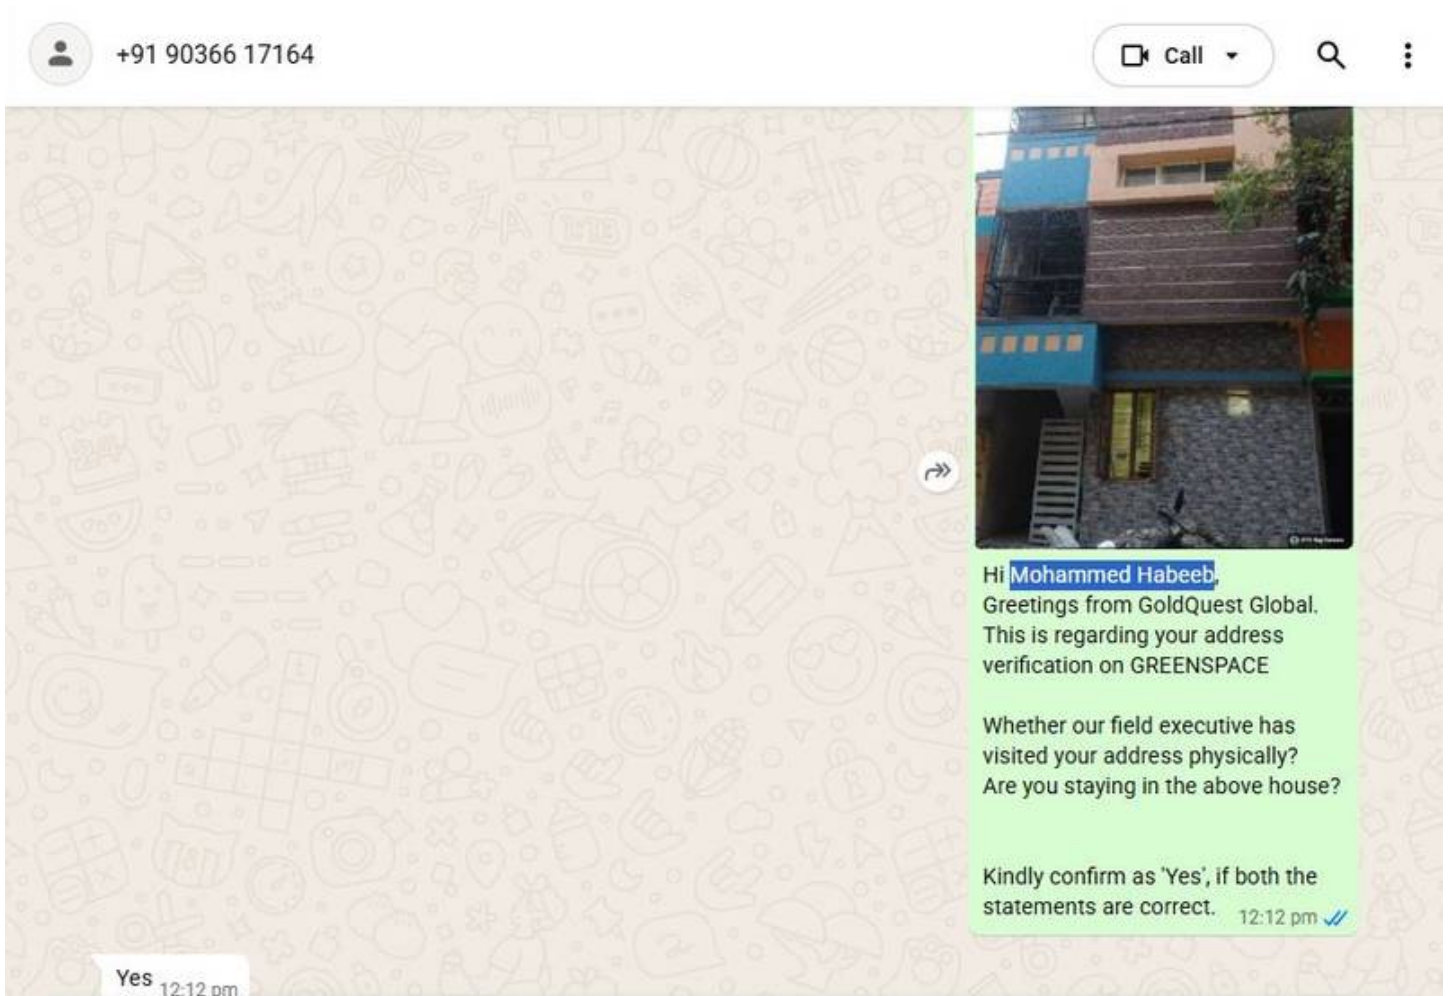 +91 90366 17164
Call
Hi Mohammed Habeeb,
Greetings from GoldQuest Global.
This is regarding your address
verification on GREENSPACE
Whether our field executive has
visited your address physically?
Are you staying in the above house?
Kindly confirm as 'Yes', if both the
statements are correct. 12:12 pm
Yes 12:12 pm